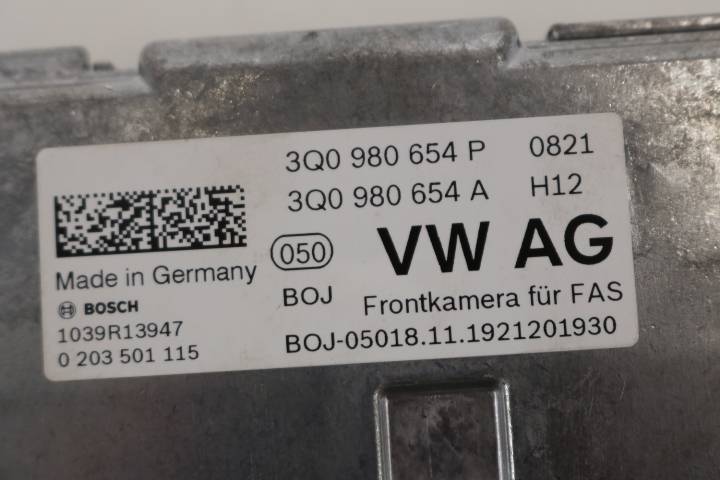 3Q0 980 654 P 0821
3Q0 980 654 A H12
050
VW AG
Made in Germany
BOJ
Frontkamera für FAS
BOSCH
1039R13947
BOJ-05018.11.1921201930
0 203 501 115